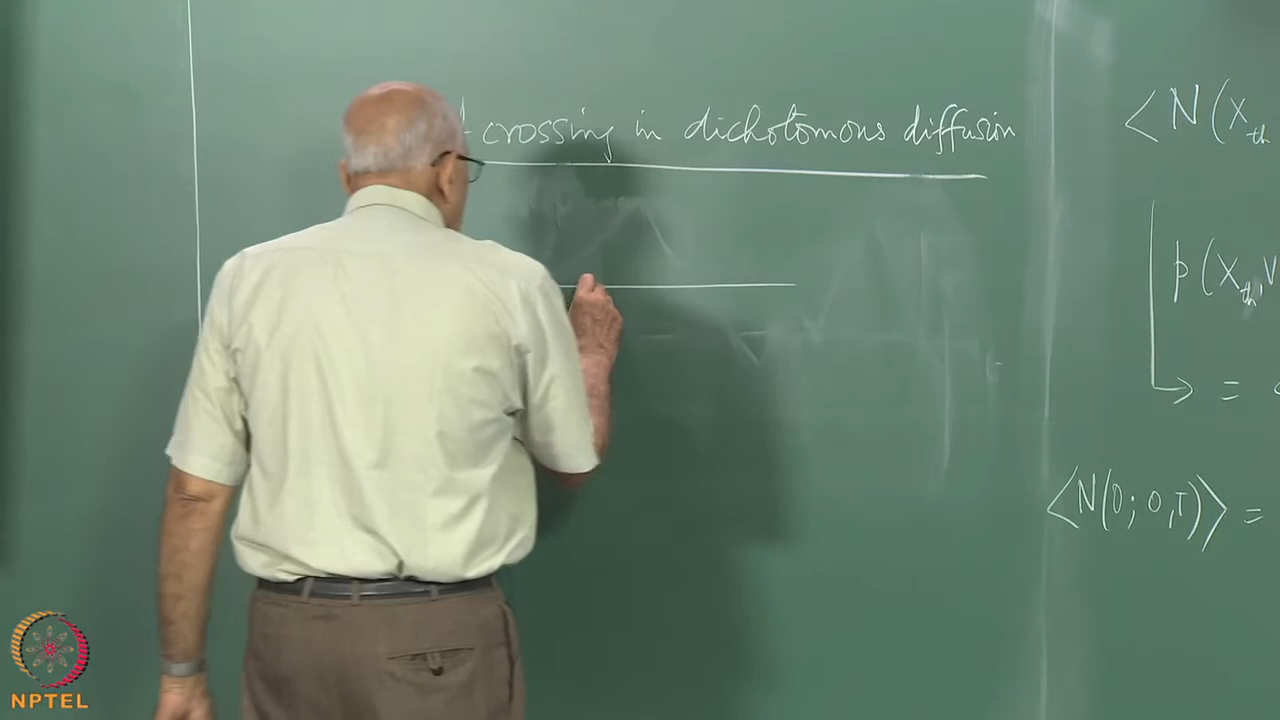 crossing in dichotomous diffusion
< N ( X_th
p ( X_th, V
→ =
< N(0; 0,T) > =
NPTEL